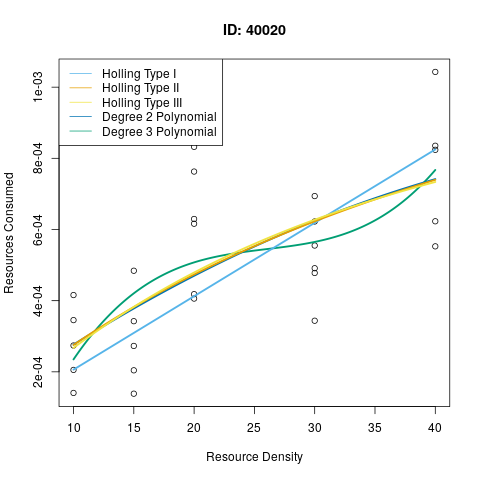 ID: 40020
Holling Type I
Holling Type II
Holling Type III
Degree 2 Polynomial
Degree 3 Polynomial
Resources Consumed
1e-03
8e-04
6e-04
4e-04
2e-04
10 15 20 25 30 35 40
Resource Density